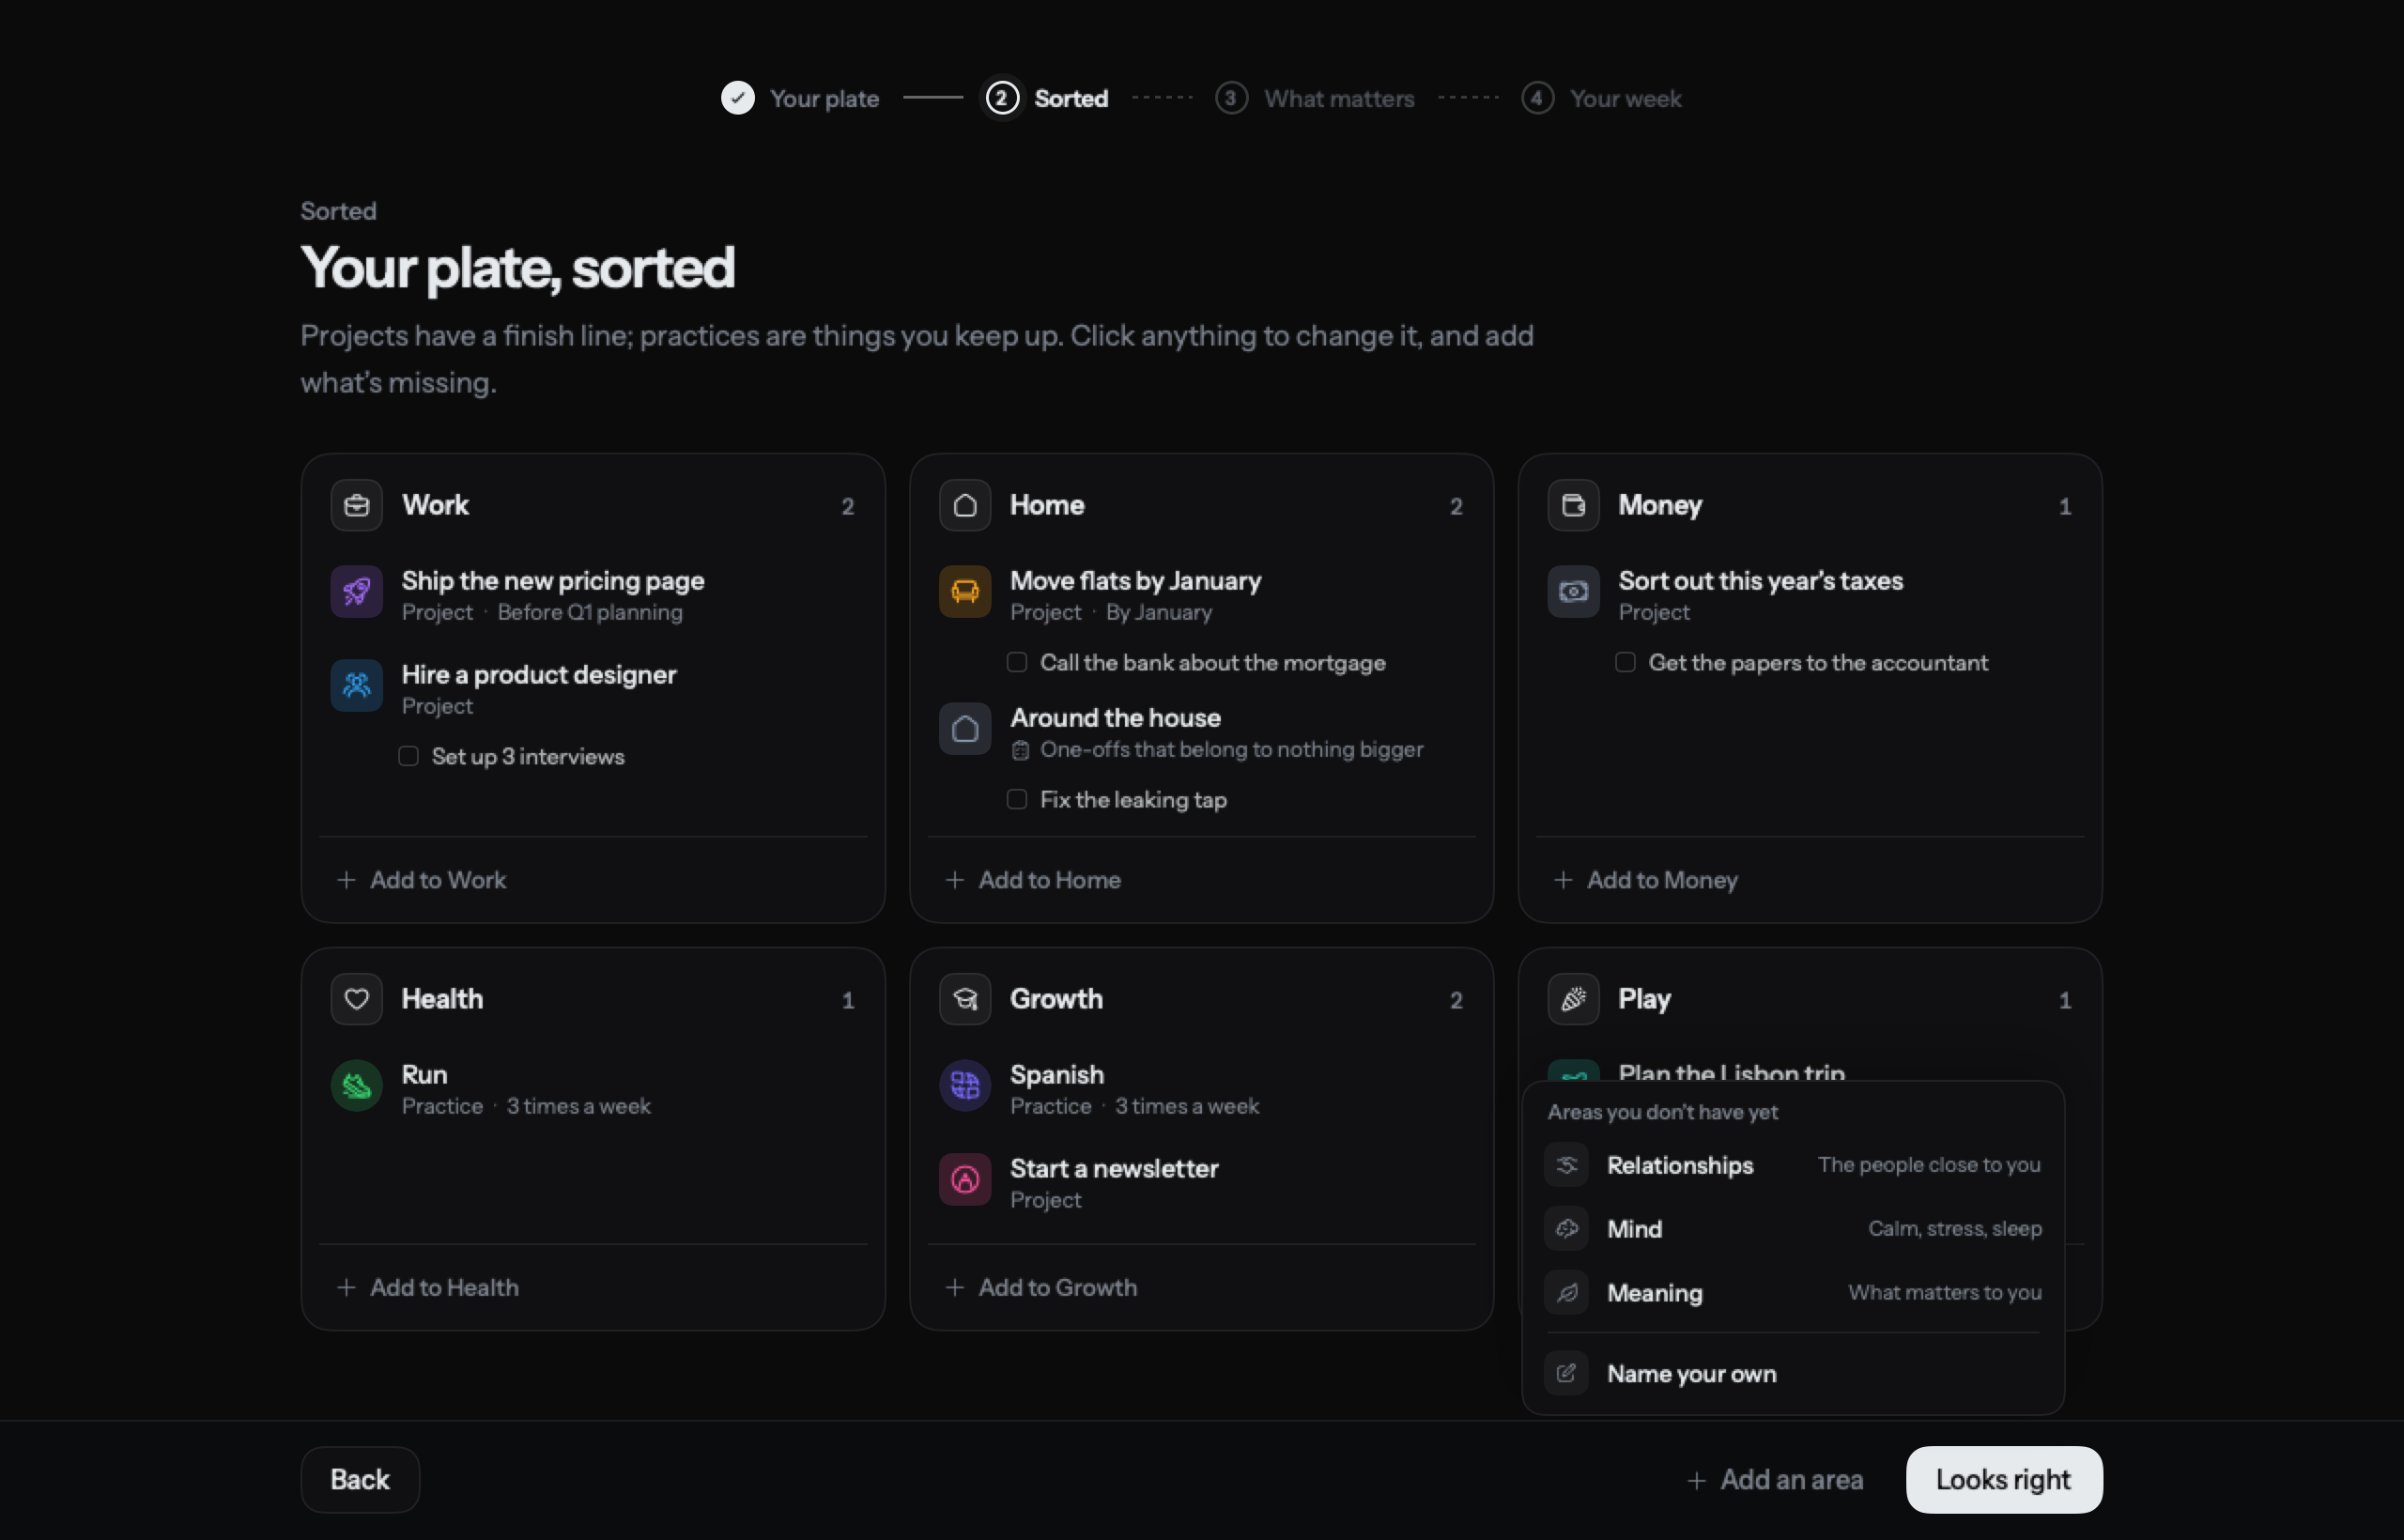 Your plate
2 Sorted
3 What matters
4 Your week
Sorted
Your plate, sorted
Projects have a finish line; practices are things you keep up. Click anything to change it, and add
what's missing.
Work 2
Ship the new pricing page
Project · Before Q1 planning
Hire a product designer
Project
Set up 3 interviews
+ Add to Work
Home 2
Move flats by January
Project · By January
Call the bank about the mortgage
Around the house
One-offs that belong to nothing bigger
Fix the leaking tap
+ Add to Home
Money 1
Sort out this year's taxes
Project
Get the papers to the accountant
+ Add to Money
Health 1
Run
Practice · 3 times a week
+ Add to Health
Growth 2
Spanish
Practice · 3 times a week
Start a newsletter
Project
+ Add to Growth
Play 1
Plan the Lisbon trip
Areas you don't have yet
Relationships The people close to you
Mind Calm, stress, sleep
Meaning What matters to you
Name your own
Back
+ Add an area
Looks right